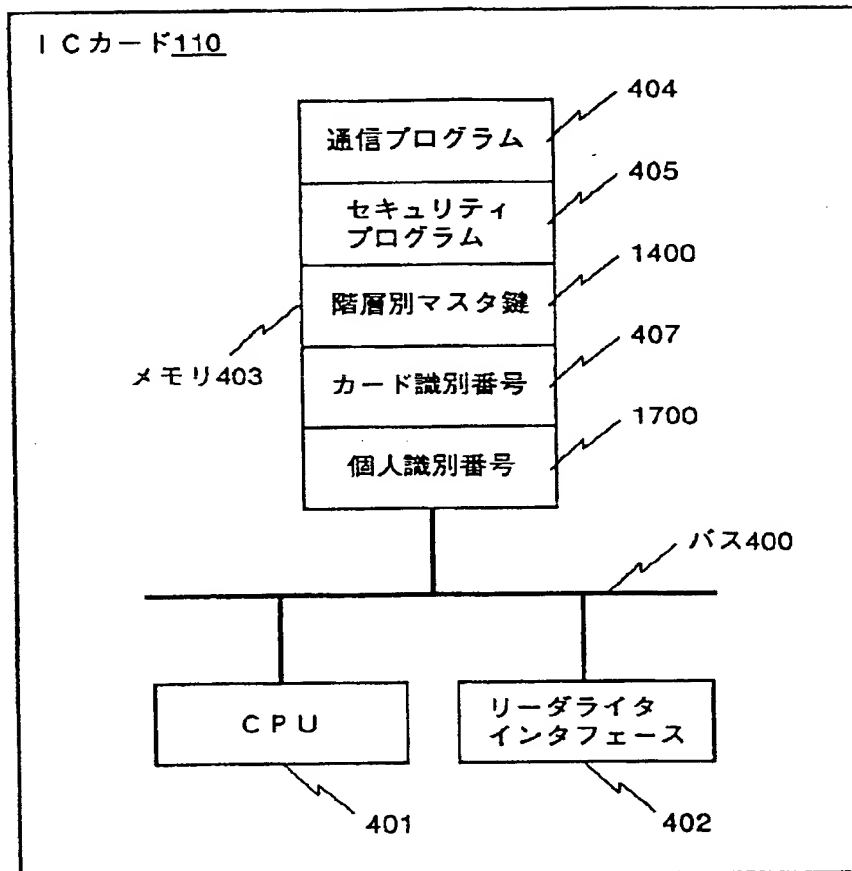 ICカード110
404
通信プログラム
405
セキュリティ
プログラム
1400
階層別マスタ鍵
407
メモリ403
カード識別番号
1700
個人識別番号
バス400
CPU
リーダライタ
インタフェース
401
402